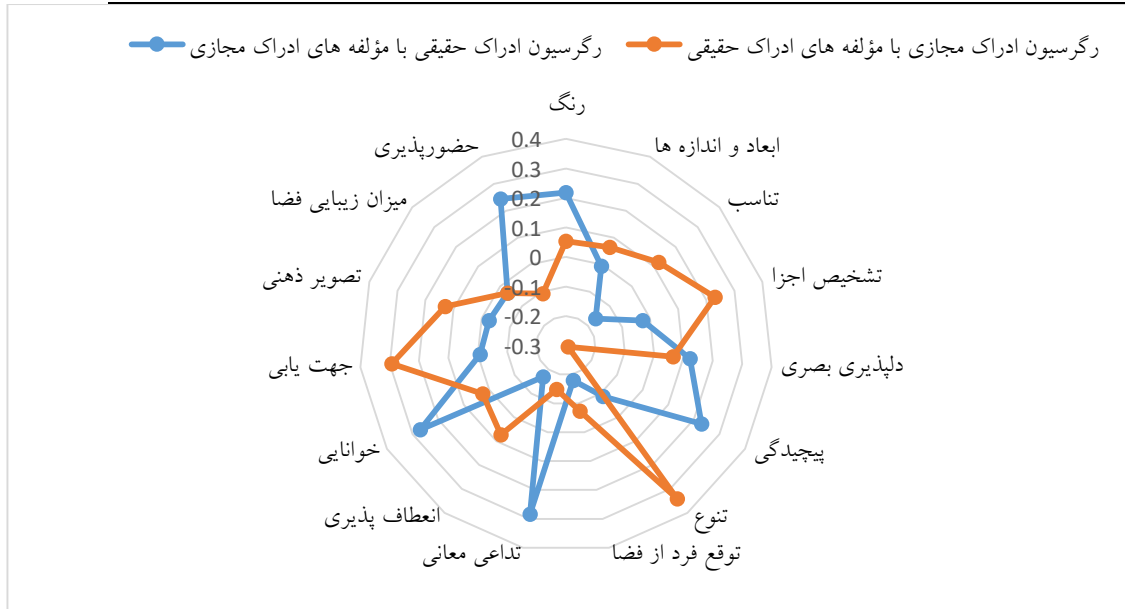 رگرسیون ادراک مجازی با مؤلفه های ادراک حقیقی
رگرسیون ادراک حقیقی با مؤلفه های ادراک مجازی
رنگ
ابعاد و اندازه ها
تناسب
تشخیص اجزا
دلپذیری بصری
پیچیدگی
تنوع
توقع فرد از فضا
تداعی معانی
انعطاف پذیری
خوانایی
جهت یابی
تصویر ذهنی
میزان زیبایی فضا
حضورپذیری
0.4
0.3
0.2
0.1
0
-0.1
-0.2
-0.3